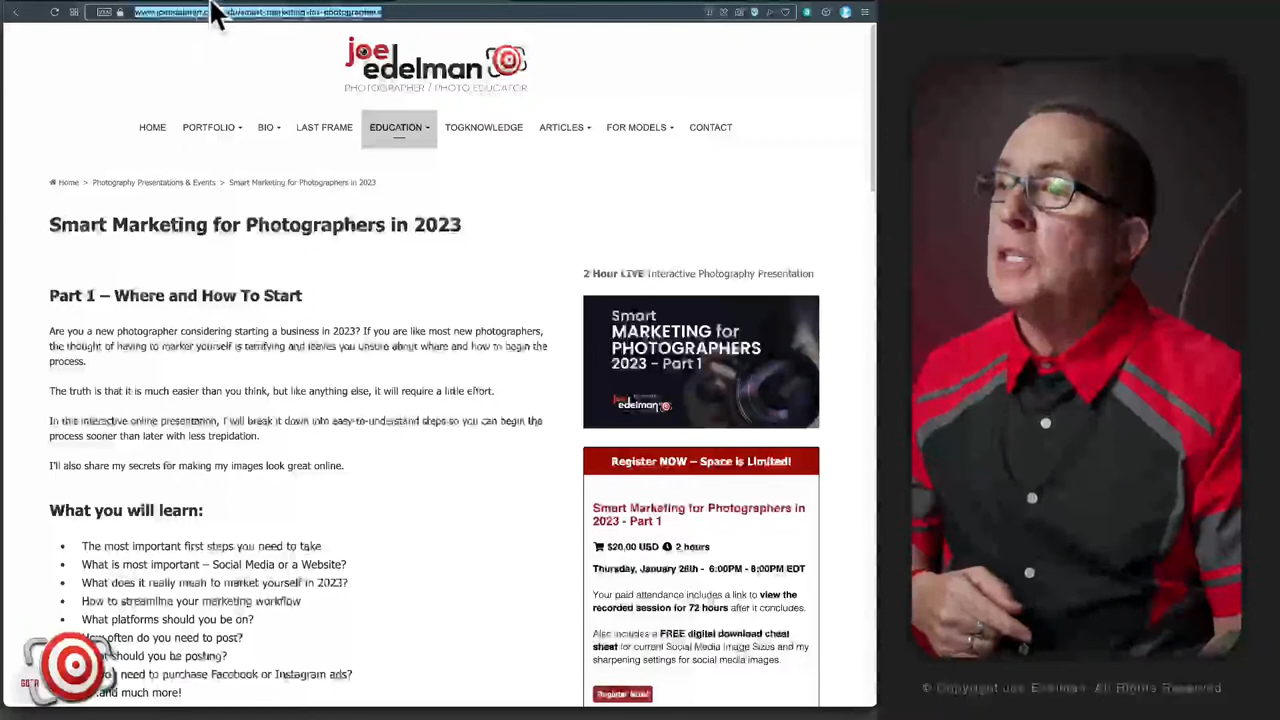 joe
edelman
PHOTOGRAPHER / PHOTO EDUCATOR
HOME PORTFOLIO BIO LAST FRAME EDUCATION TOGKNOWLEDGE ARTICLES FOR MODELS CONTACT
Home > Photography Presentations & Events > Smart Marketing for Photographers in 2023
Smart Marketing for Photographers in 2023
Part 1 – Where and How To Start
Are you a new photographer considering starting a business in 2023? If you are like most new photographers,
the thought of having to market yourself is terrifying and leaves you unsure about where and how to begin the
process.
The truth is that it is much easier than you think, but like anything else, it will require a little effort.
In this interactive online presentation, I will break it down into easy-to-understand steps so you can begin the
process sooner than later with less trepidation.
I'll also share my secrets for making my images look great online.
What you will learn:
• The most important first steps you need to take
• What is most important – Social Media or a Website?
• What does it really mean to market yourself in 2023?
• How to streamline your marketing workflow
• What platforms should you be on?
How often do you need to post?
should you be posting?
need to purchase Facebook or Instagram ads?
...and much more!
2 Hour LIVE Interactive Photography Presentation
Smart
MARKETING for
PHOTOGRAPHERS
2023 - Part 1
joe
edelman
Register NOW – Space is Limited!
Smart Marketing for Photographers in
2023 - Part 1
$20.00 USD 2 hours
Thursday, January 26th - 6:00PM - 8:00PM EDT
Your paid attendance includes a link to view the
recorded session for 72 hours after it concludes.
Also includes a FREE digital download cheat
sheet for current Social Media Image Sizes and my
sharpening settings for social media images.
Register Now!
© Copyright Joe Edelman All Rights Reserved